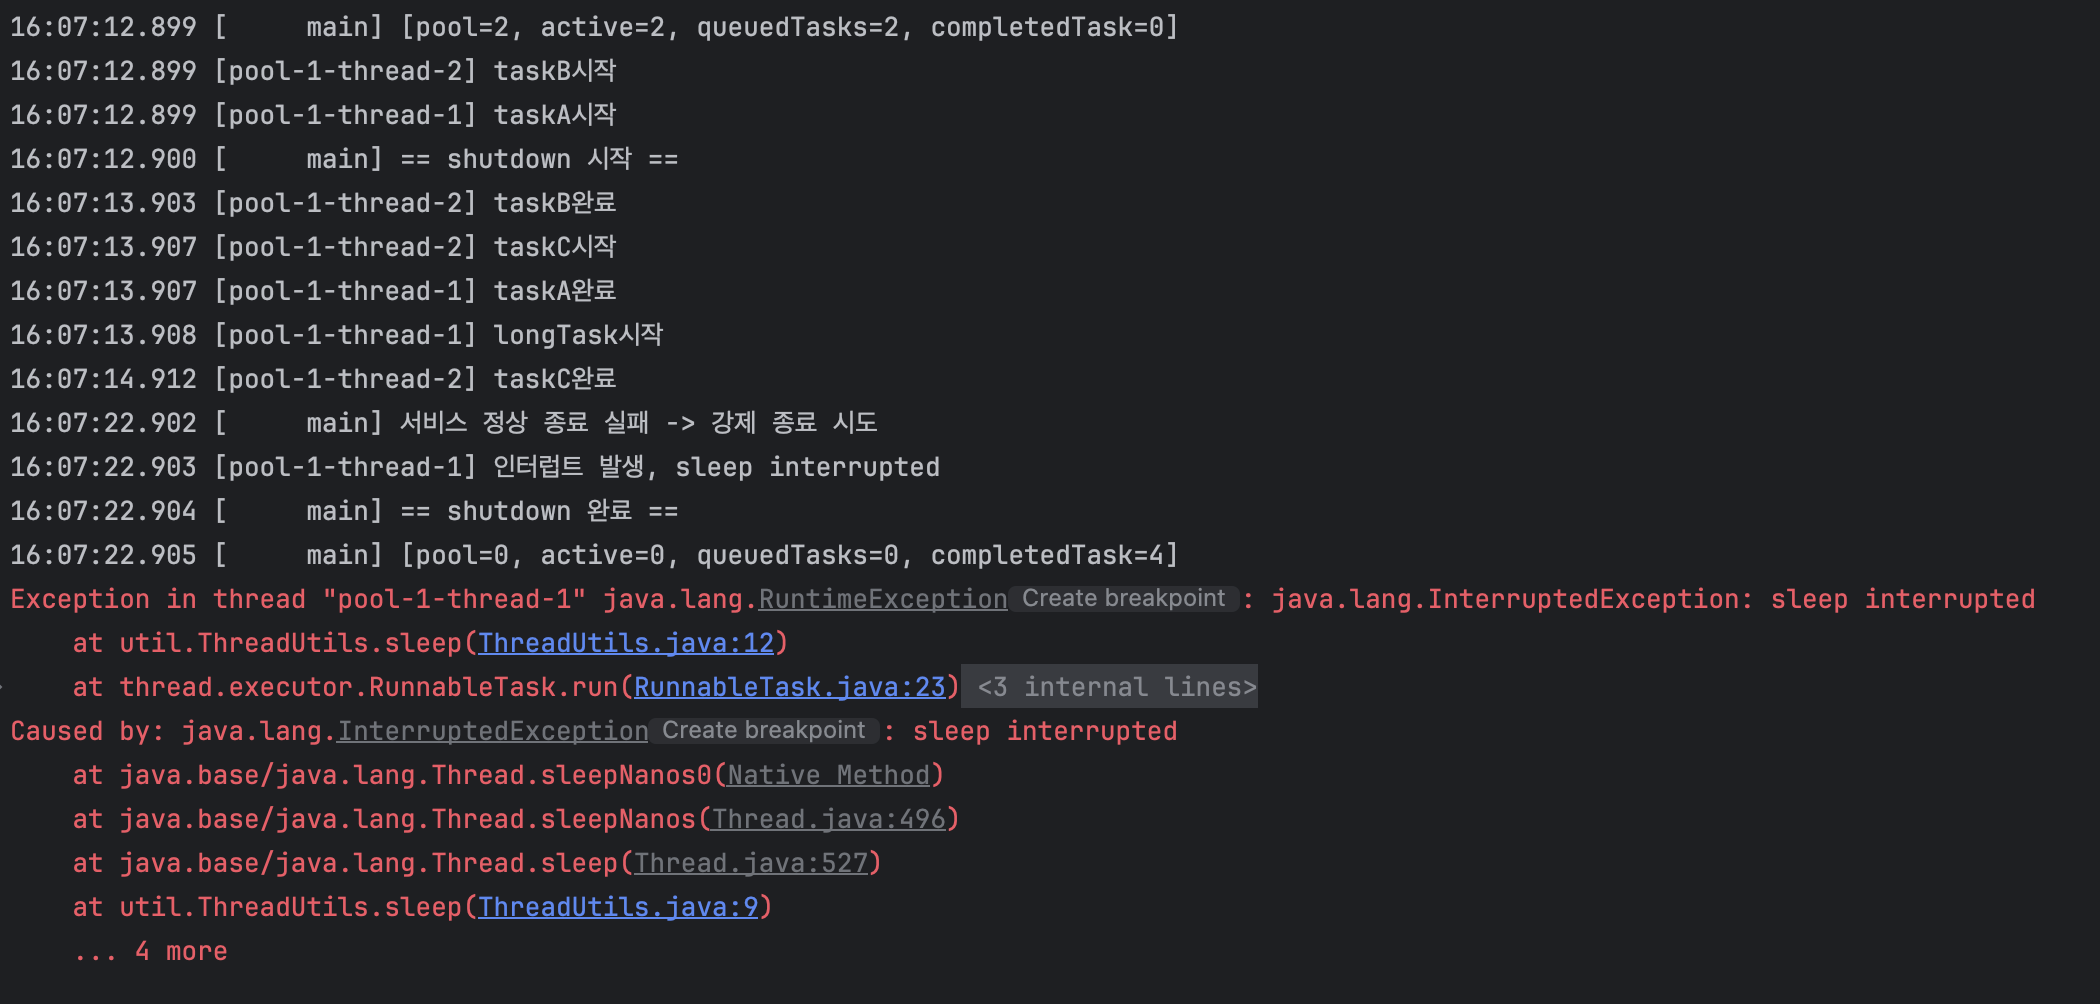 16:07:12.899 [     main] [pool=2, active=2, queuedTasks=2, completedTask=0]
16:07:12.899 [pool-1-thread-2] taskB시작
16:07:12.899 [pool-1-thread-1] taskA시작
16:07:12.900 [     main] == shutdown 시작 ==
16:07:13.903 [pool-1-thread-2] taskB완료
16:07:13.907 [pool-1-thread-2] taskC시작
16:07:13.907 [pool-1-thread-1] taskA완료
16:07:13.908 [pool-1-thread-1] longTask시작
16:07:14.912 [pool-1-thread-2] taskC완료
16:07:22.902 [     main] 서비스 정상 종료 실패 -> 강제 종료 시도
16:07:22.903 [pool-1-thread-1] 인터럽트 발생, sleep interrupted
16:07:22.904 [     main] == shutdown 완료 ==
16:07:22.905 [     main] [pool=0, active=0, queuedTasks=0, completedTask=4]
Exception in thread "pool-1-thread-1" java.lang.RuntimeException Create breakpoint : java.lang.InterruptedException: sleep interrupted
    at util.ThreadUtils.sleep(ThreadUtils.java:12)
    at thread.executor.RunnableTask.run(RunnableTask.java:23) <3 internal lines>
Caused by: java.lang.InterruptedException Create breakpoint : sleep interrupted
    at java.base/java.lang.Thread.sleepNanos0(Native Method)
    at java.base/java.lang.Thread.sleepNanos(Thread.java:496)
    at java.base/java.lang.Thread.sleep(Thread.java:527)
    at util.ThreadUtils.sleep(ThreadUtils.java:9)
    ... 4 more